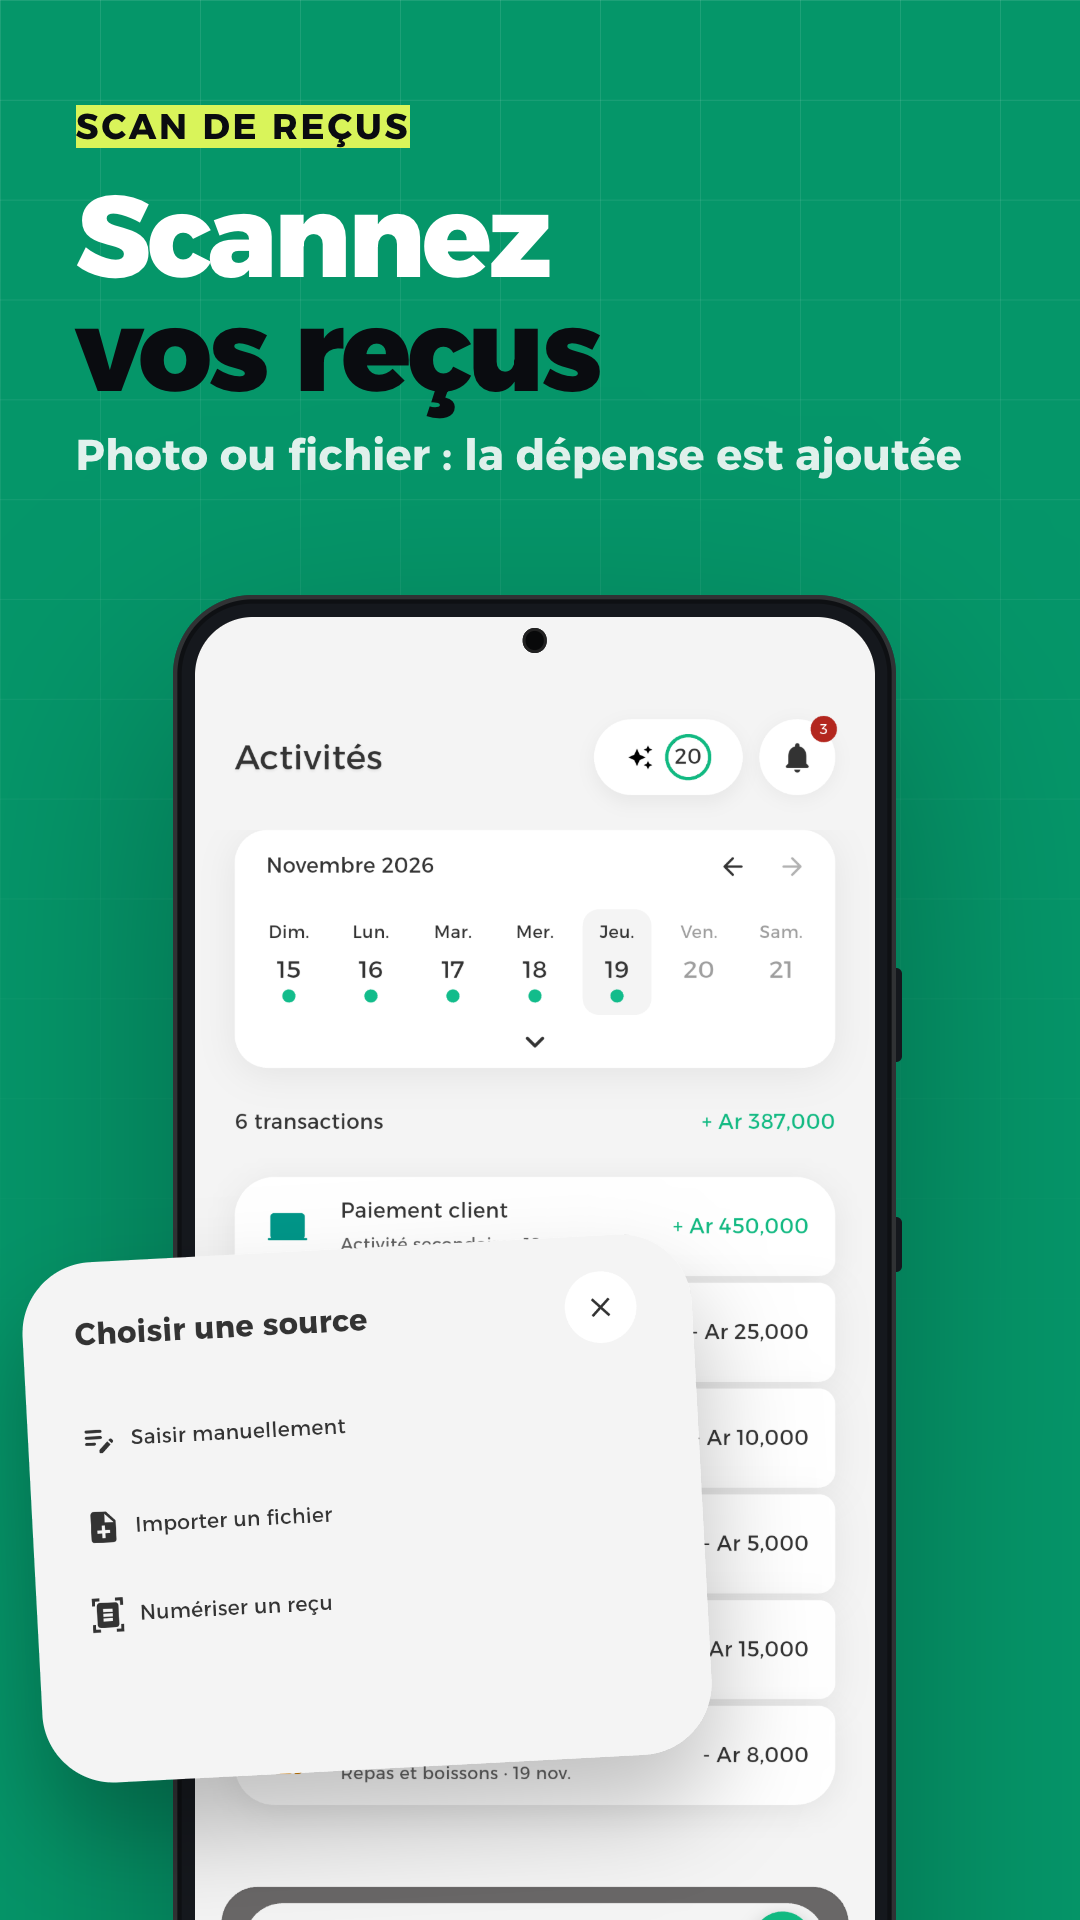 SCAN DE REÇUS
Scannez
vos reçus
Photo ou fichier : la dépense est ajoutée
Activités
20
3
Novembre 2026
Dim. Lun. Mar. Mer. Jeu. Ven. Sam.
15 16 17 18 19 20 21
6 transactions + Ar 387,000
Paiement client
+ Ar 450,000
Choisir une source
- Ar 25,000
Saisir manuellement
- Ar 10,000
Importer un fichier
- Ar 5,000
Numériser un reçu
Ar 15,000
- Ar 8,000
Repas et boissons · 19 nov.